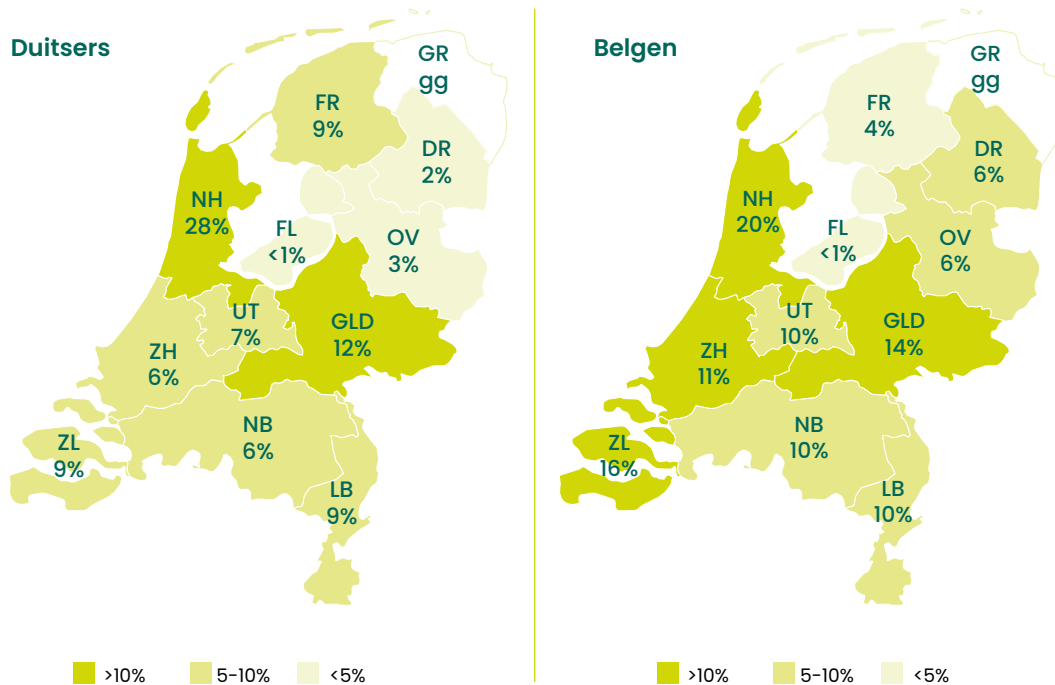 Duitsers
GR
gg
FR
9%
DR
2%
NH
28%
FL
<1%
OV
3%
UT
7%
GLD
12%
ZH
6%
NB
6%
ZL
9%
LB
9%
>10%
5-10%
<5%
Belgen
GR
gg
FR
4%
DR
6%
NH
20%
FL
<1%
OV
6%
UT
10%
GLD
14%
ZH
11%
NB
10%
ZL
16%
LB
10%
>10%
5-10%
<5%